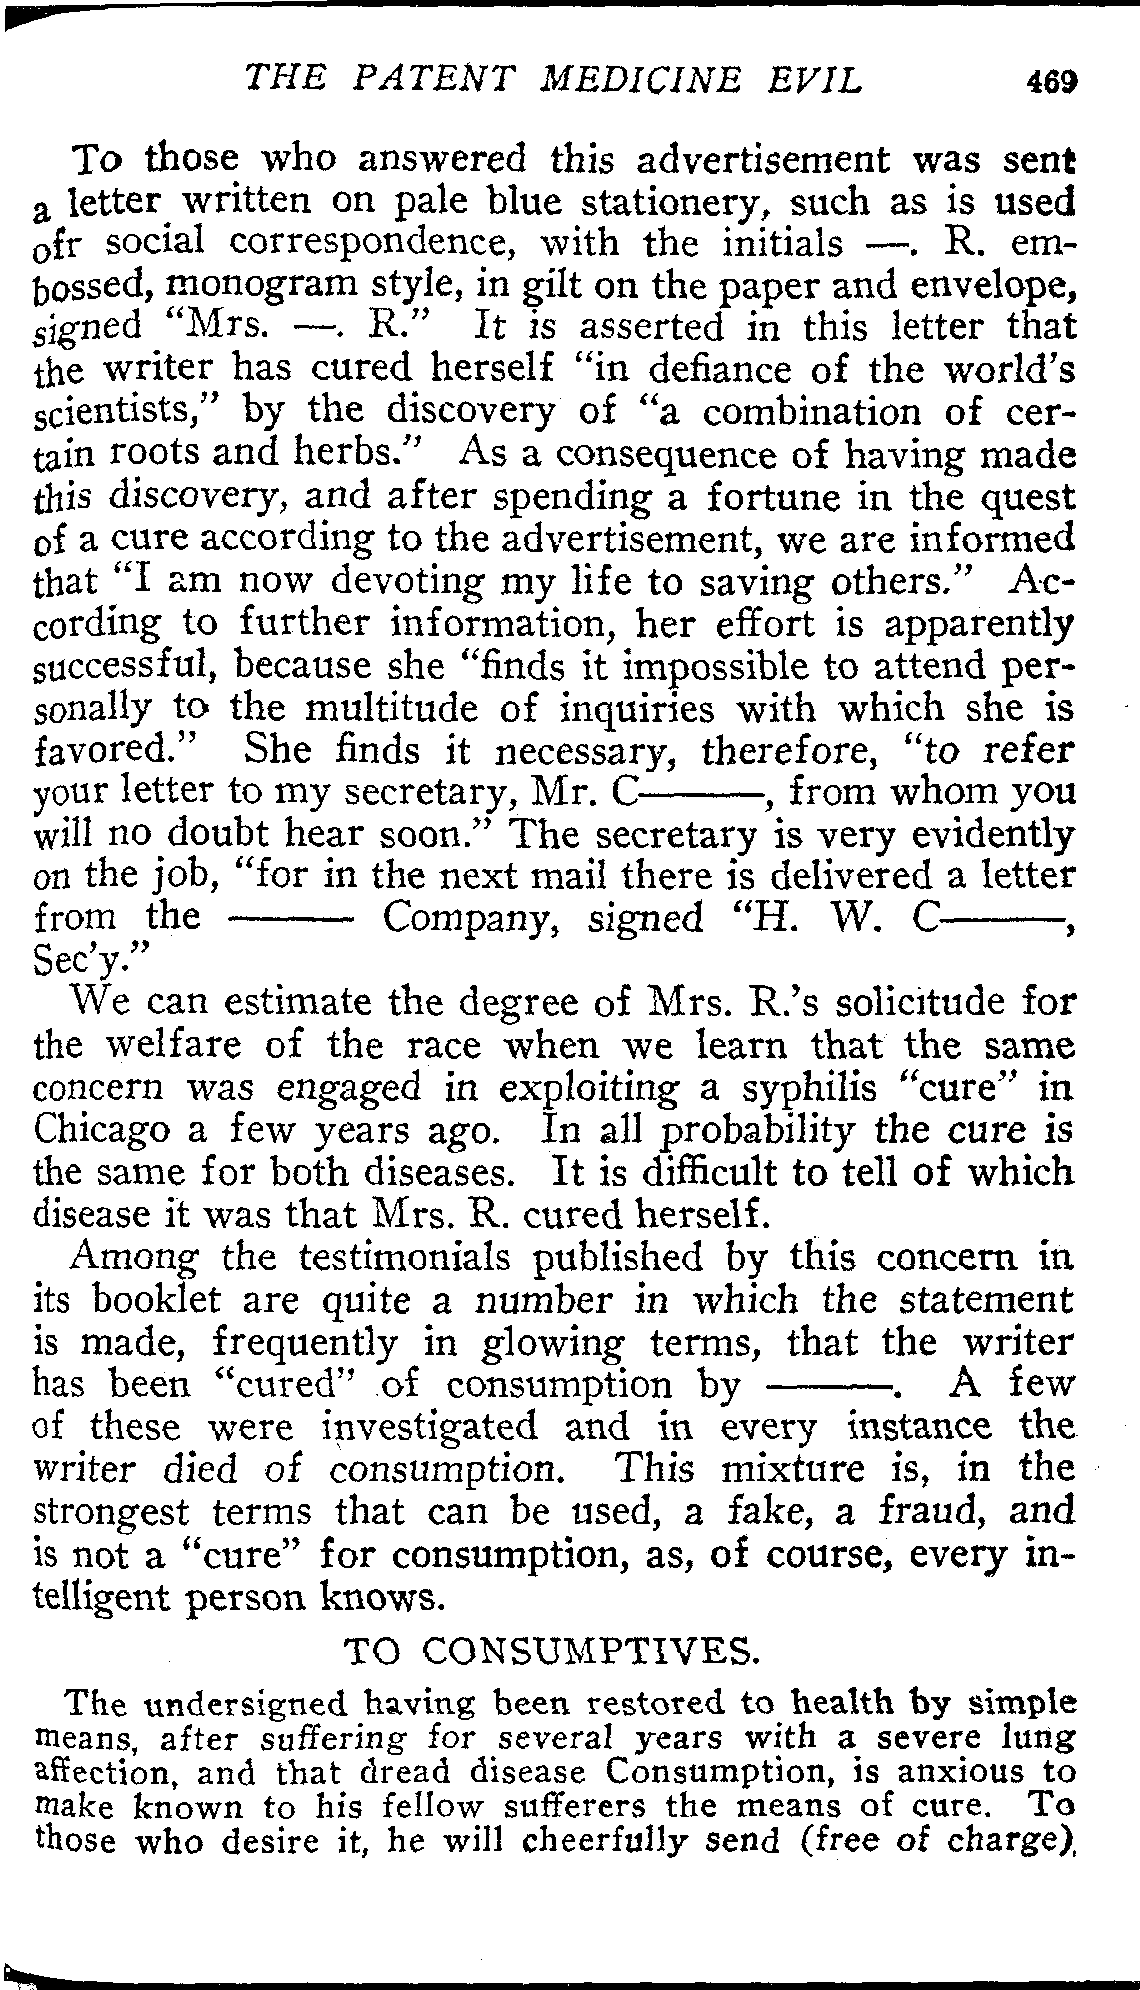 THE PATENT MEDICINE EVIL 469
To those who answered this advertisement was sent
a letter written on pale blue stationery, such as is used
ofr social correspondence, with the initials —. R. em-
bossed, monogram style, in gilt on the paper and envelope,
signed “Mrs. —. R.” It is asserted in this letter that
the writer has cured herself “in defiance of the world's
scientists,” by the discovery of “a combination of cer-
tain roots and herbs.” As a consequence of having made
this discovery, and after spending a fortune in the quest
of a cure according to the advertisement, we are informed
that “I am now devoting my life to saving others.” Ac-
cording to further information, her effort is apparently
successful, because she “finds it impossible to attend per-
sonally to the multitude of inquiries with which she is
favored.” She finds it necessary, therefore, “to refer
your letter to my secretary, Mr. C———, from whom you
will no doubt hear soon.” The secretary is very evidently
on the job, “for in the next mail there is delivered a letter
from the ——— Company, signed “H. W. C———,
Sec'y.”
We can estimate the degree of Mrs. R.'s solicitude for
the welfare of the race when we learn that the same
concern was engaged in exploiting a syphilis “cure” in
Chicago a few years ago. In all probability the cure is
the same for both diseases. It is difficult to tell of which
disease it was that Mrs. R. cured herself.
Among the testimonials published by this concern in
its booklet are quite a number in which the statement
is made, frequently in glowing terms, that the writer
has been “cured” of consumption by ———. A few
of these were investigated and in every instance the
writer died of consumption. This mixture is, in the
strongest terms that can be used, a fake, a fraud, and
is not a “cure” for consumption, as, of course, every in-
telligent person knows.
TO CONSUMPTIVES.
The undersigned having been restored to health by simple
means, after suffering for several years with a severe lung
affection, and that dread disease Consumption, is anxious to
make known to his fellow sufferers the means of cure. To
those who desire it, he will cheerfully send (free of charge),